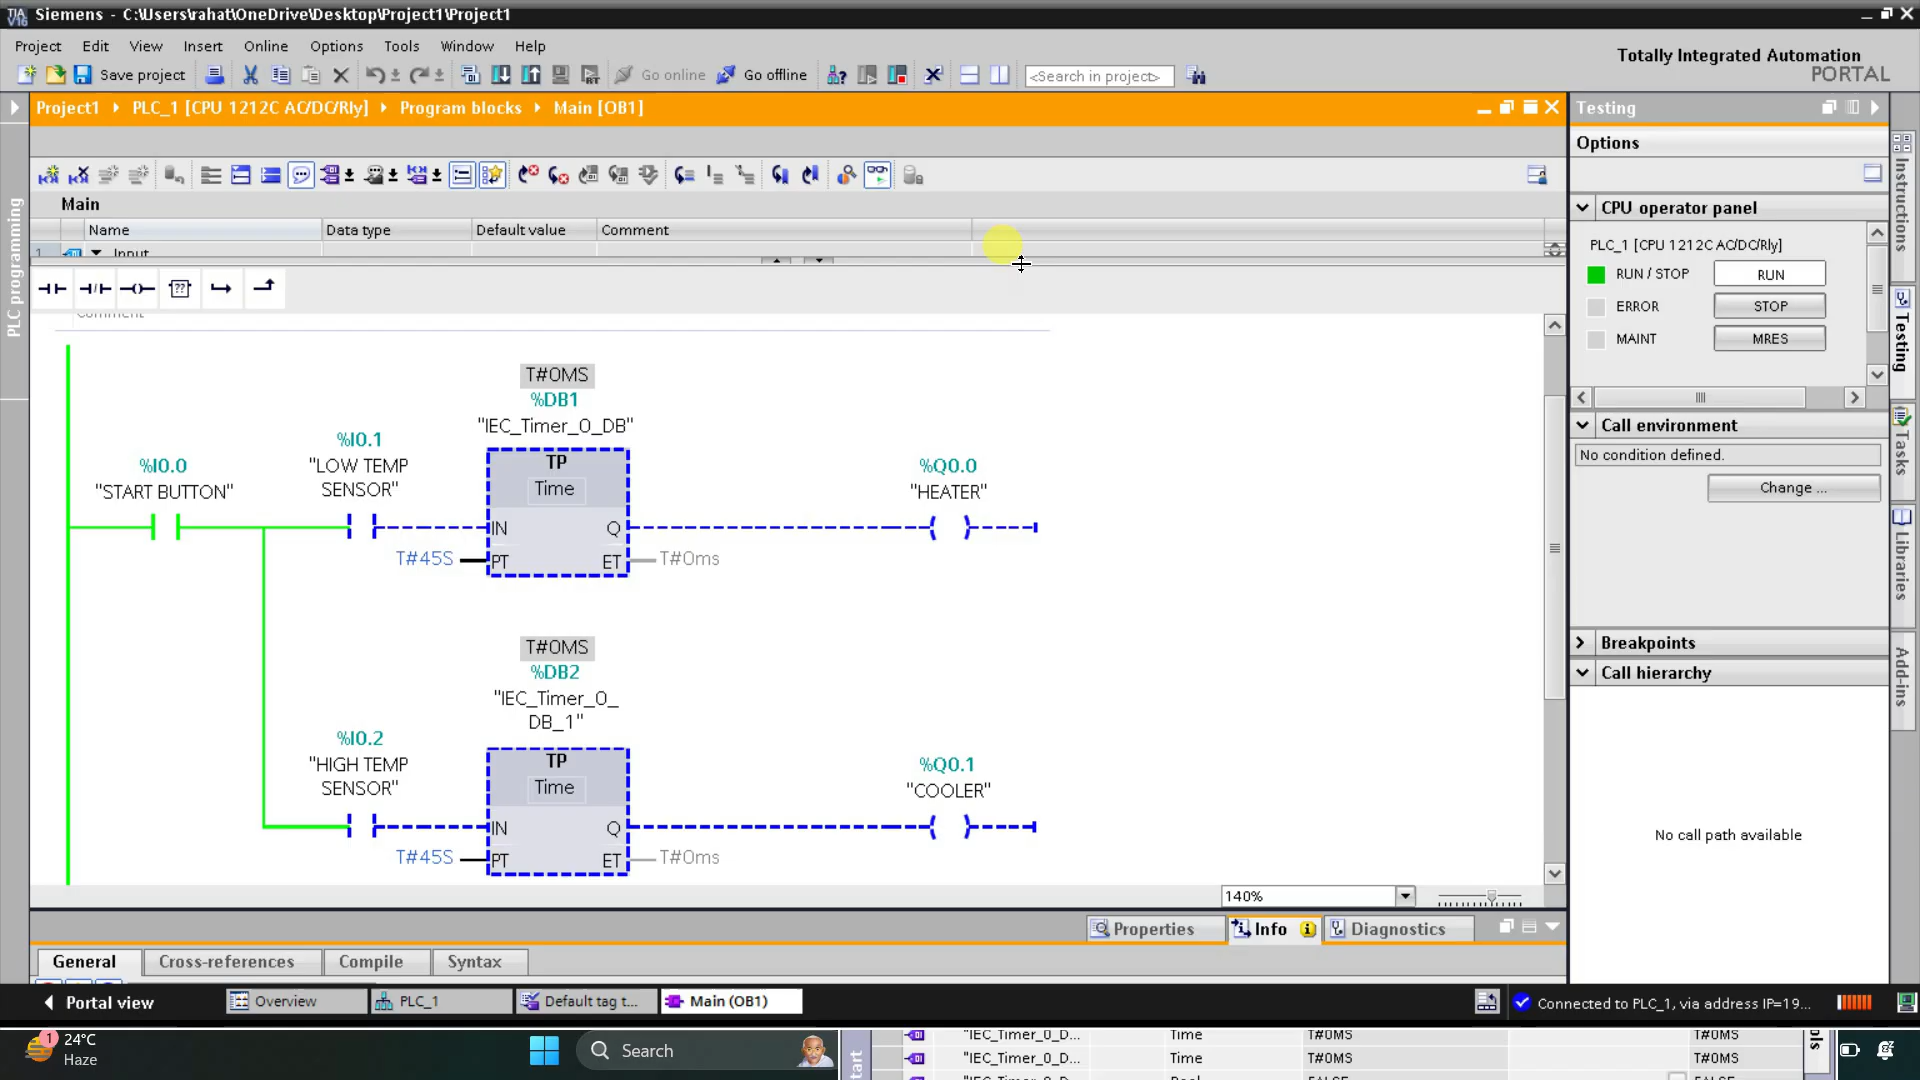 Siemens - C:\Users\rahat\OneDrive\Desktop\Project1\Project1
Project Edit View Insert Online Options Tools Window Help
Totally Integrated Automation
PORTAL
Save project
Go online
Go offline
<Search in project>
Project1 PLC_1 [CPU 1212C AC/DC/Rly] Program blocks Main [OB1]
Testing
Options
Main
CPU operator panel
Name Data type Default value Comment
1 Input
PLC_1 [CPU 1212C AC/DC/Rly]
RUN / STOP RUN
ERROR STOP
MAINT MRES
Comment
T#0MS
%DB1
"IEC_Timer_0_DB"
%I0.0
"START BUTTON"
%I0.1
"LOW TEMP
SENSOR"
TP
Time
IN Q
T#45S PT ET T#0ms
%Q0.0
"HEATER"
T#0MS
%DB2
"IEC_Timer_0_
DB_1"
%I0.2
"HIGH TEMP
SENSOR"
TP
Time
IN Q
T#45S PT ET T#0ms
%Q0.1
"COOLER"
Call environment
No condition defined.
Change ...
Breakpoints
Call hierarchy
No call path available
PLC programming
Instructions
Testing
Tasks
Libraries
Add-ins
140%
Properties Info Diagnostics
General Cross-references Compile Syntax
Portal view Overview PLC_1 Default tag t... Main (OB1)
Connected to PLC_1, via address IP=19...
1
24°C
Haze
Search
"IEC_Timer_0_D... Time T#0MS T#0MS
"IEC_Timer_0_D... Time T#0MS T#0MS